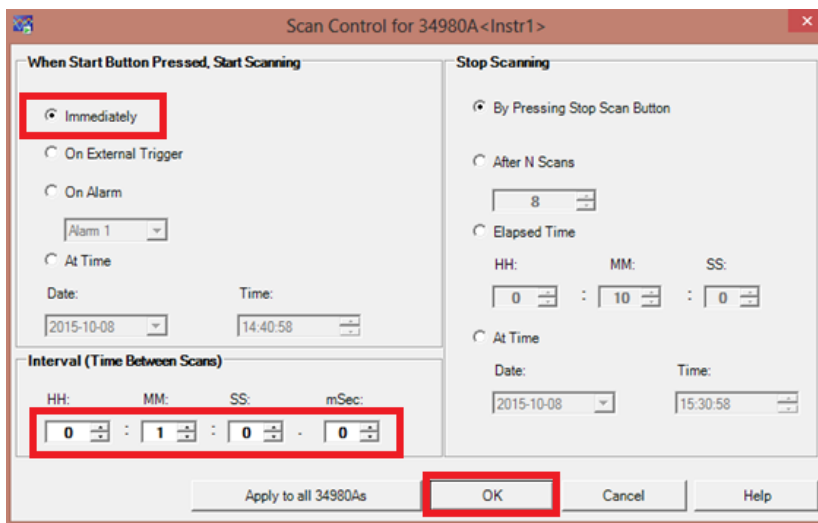 Scan Control for 34980A<Instr1>
When Start Button Pressed, Start Scanning
Immediately
On External Trigger
On Alarm
Alarm 1
At Time
Date: Time:
2015-10-08 14:40:58
Interval (Time Between Scans)
HH: MM: SS: mSec:
0 : 1 : 0 . 0
Stop Scanning
By Pressing Stop Scan Button
After N Scans
8
Elapsed Time
HH: MM: SS:
0 : 10 : 0
At Time
Date: Time:
2015-10-08 15:30:58
Apply to all 34980As OK Cancel Help